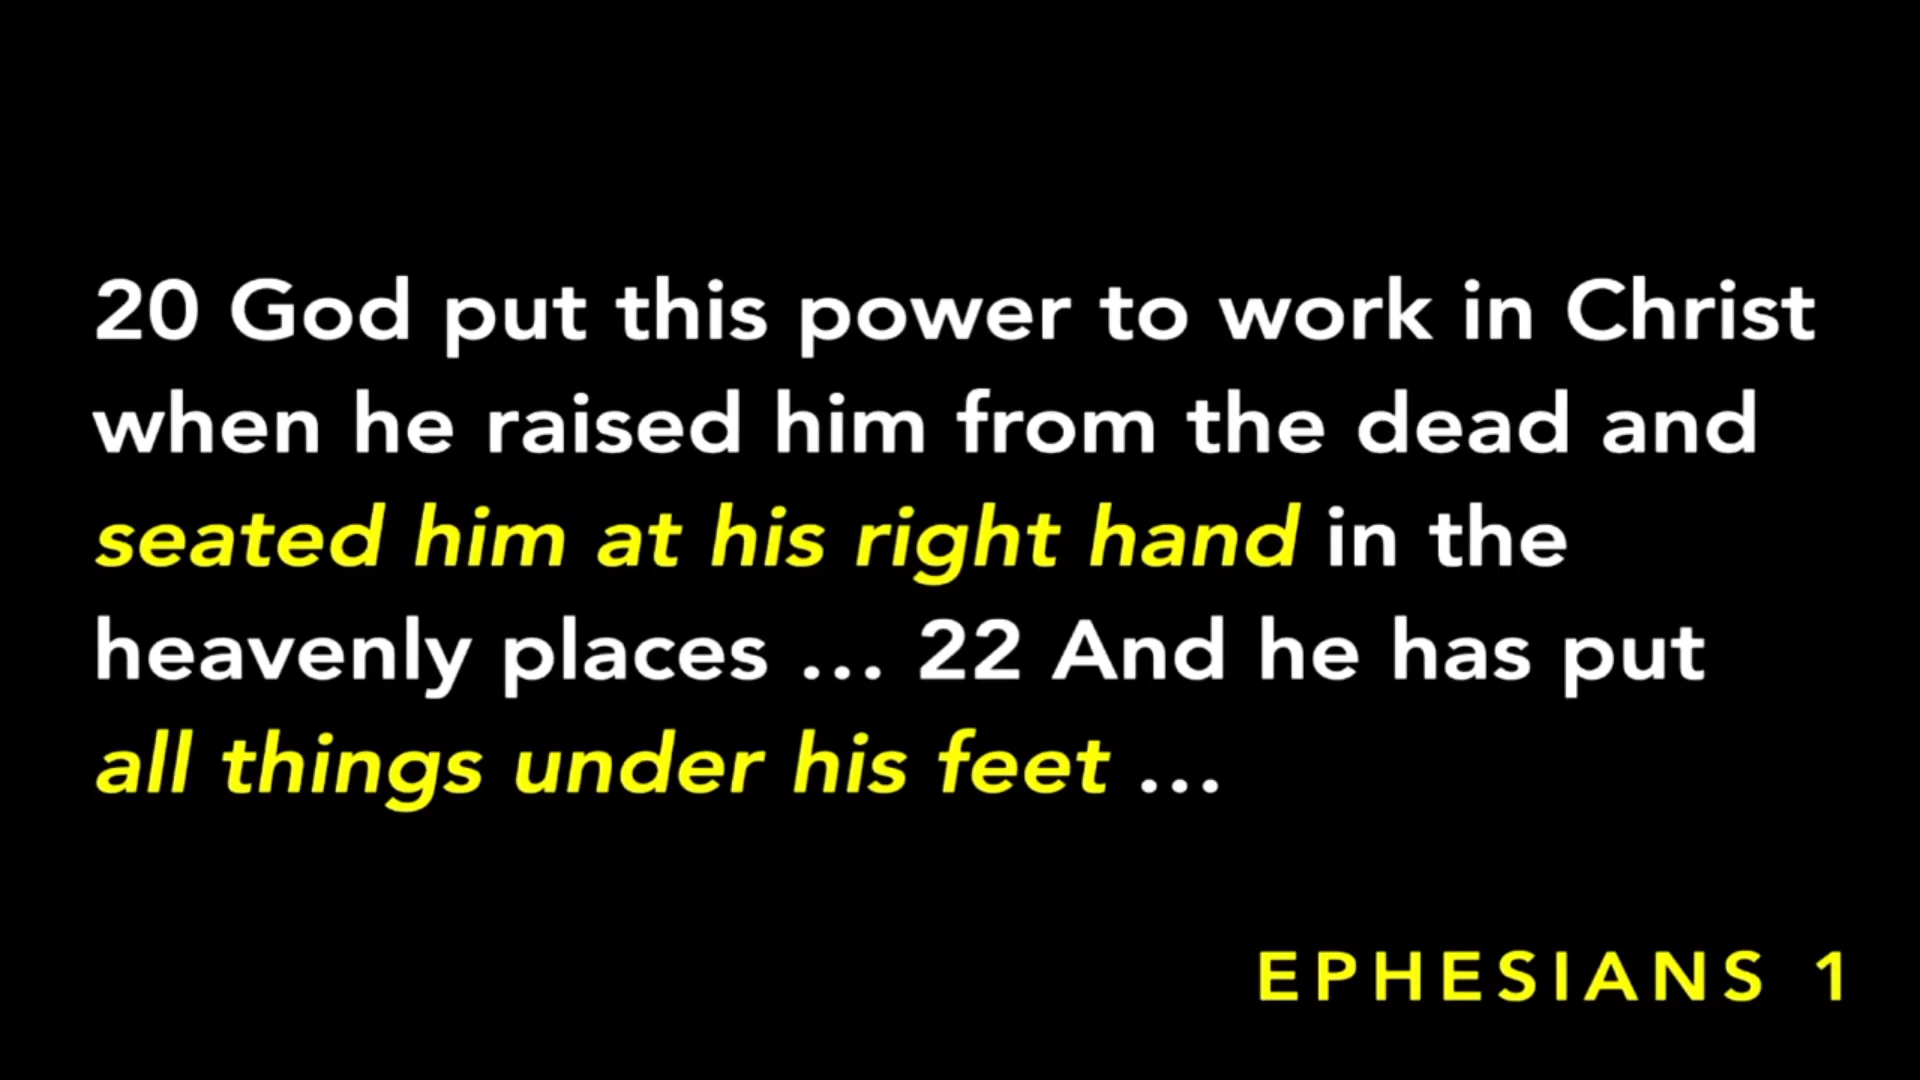 20 God put this power to work in Christ
when he raised him from the dead and
seated him at his right hand in the
heavenly places … 22 And he has put
all things under his feet …
EPHESIANS 1